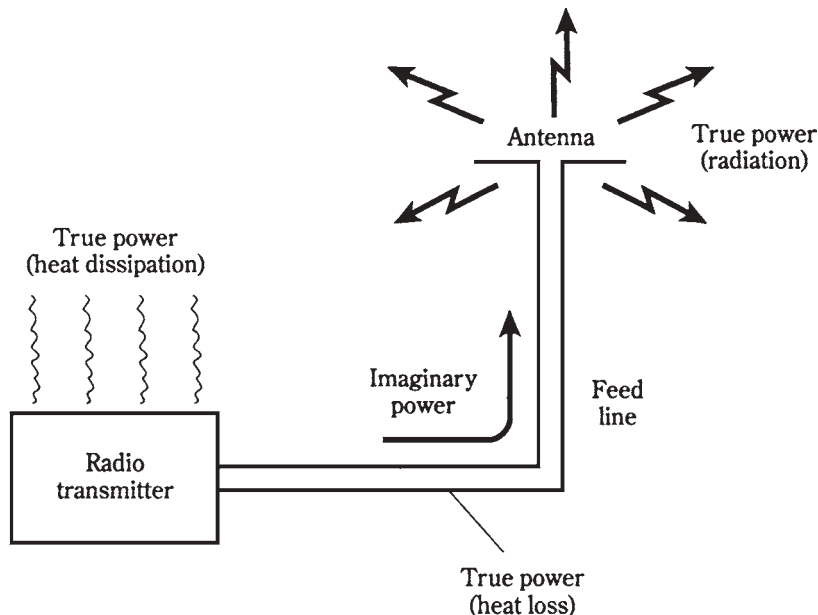 Antenna
True power
(radiation)
True power
(heat dissipation)
Imaginary
power
Feed
line
Radio
transmitter
True power
(heat loss)